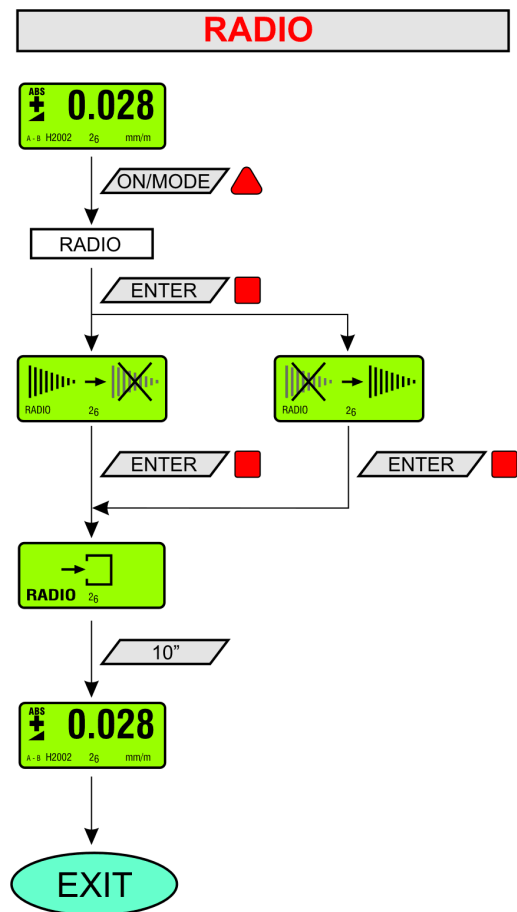 RADIO
ABS
0.028
A - B H2002 26 mm/m
ON/MODE
RADIO
ENTER
RADIO 26
RADIO 26
ENTER
ENTER
RADIO 26
10”
ABS
0.028
A - B H2002 26 mm/m
EXIT